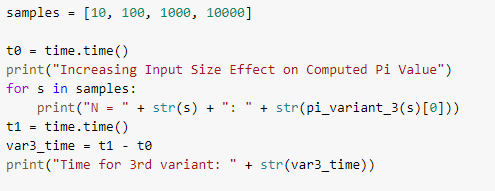 samples = [10, 100, 1000, 10000]
t0 = time.time()
print("Increasing Input Size Effect on Computed Pi Value")
for s in samples:
    print("N = " + str(s) + ": " + str(pi_variant_3(s)[0]))
t1 = time.time()
var3_time = t1 - t0
print("Time for 3rd variant: " + str(var3_time))